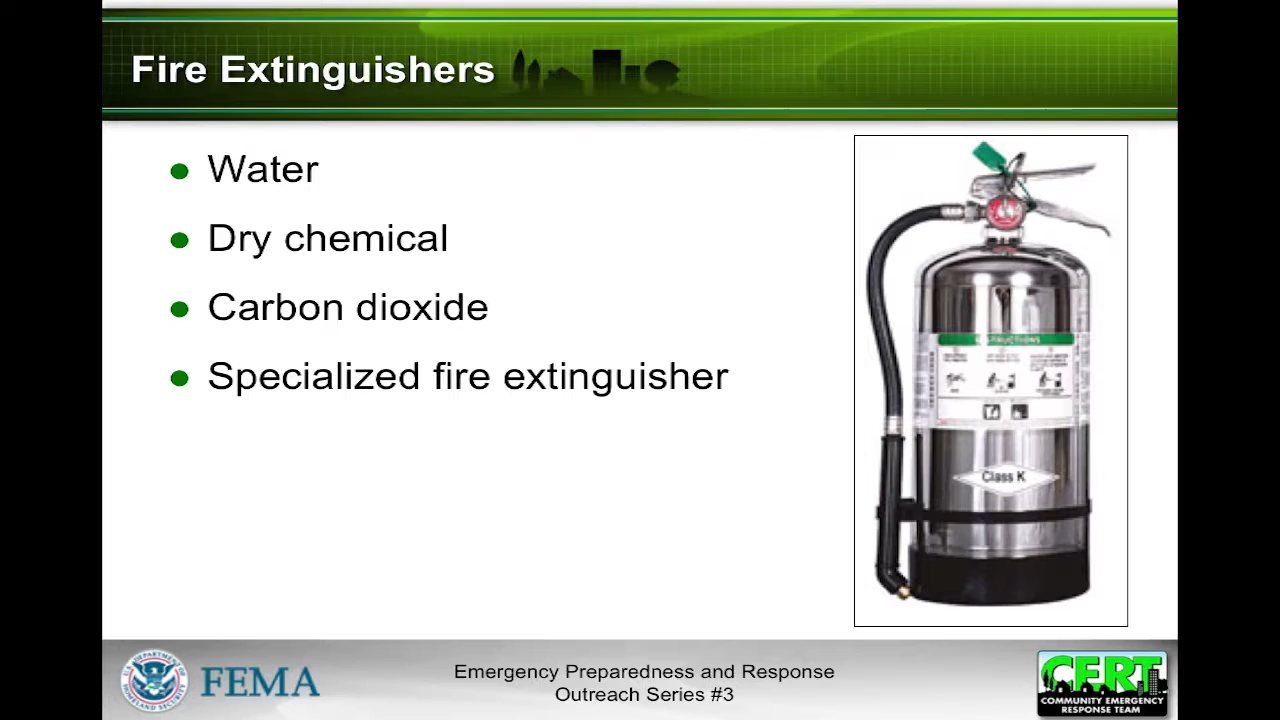 Fire Extinguishers
Water
Dry chemical
Carbon dioxide
Specialized fire extinguisher
INSTRUCTIONS
Class K
FEMA
Emergency Preparedness and Response
Outreach Series #3
CERT
COMMUNITY EMERGENCY
RESPONSE TEAM